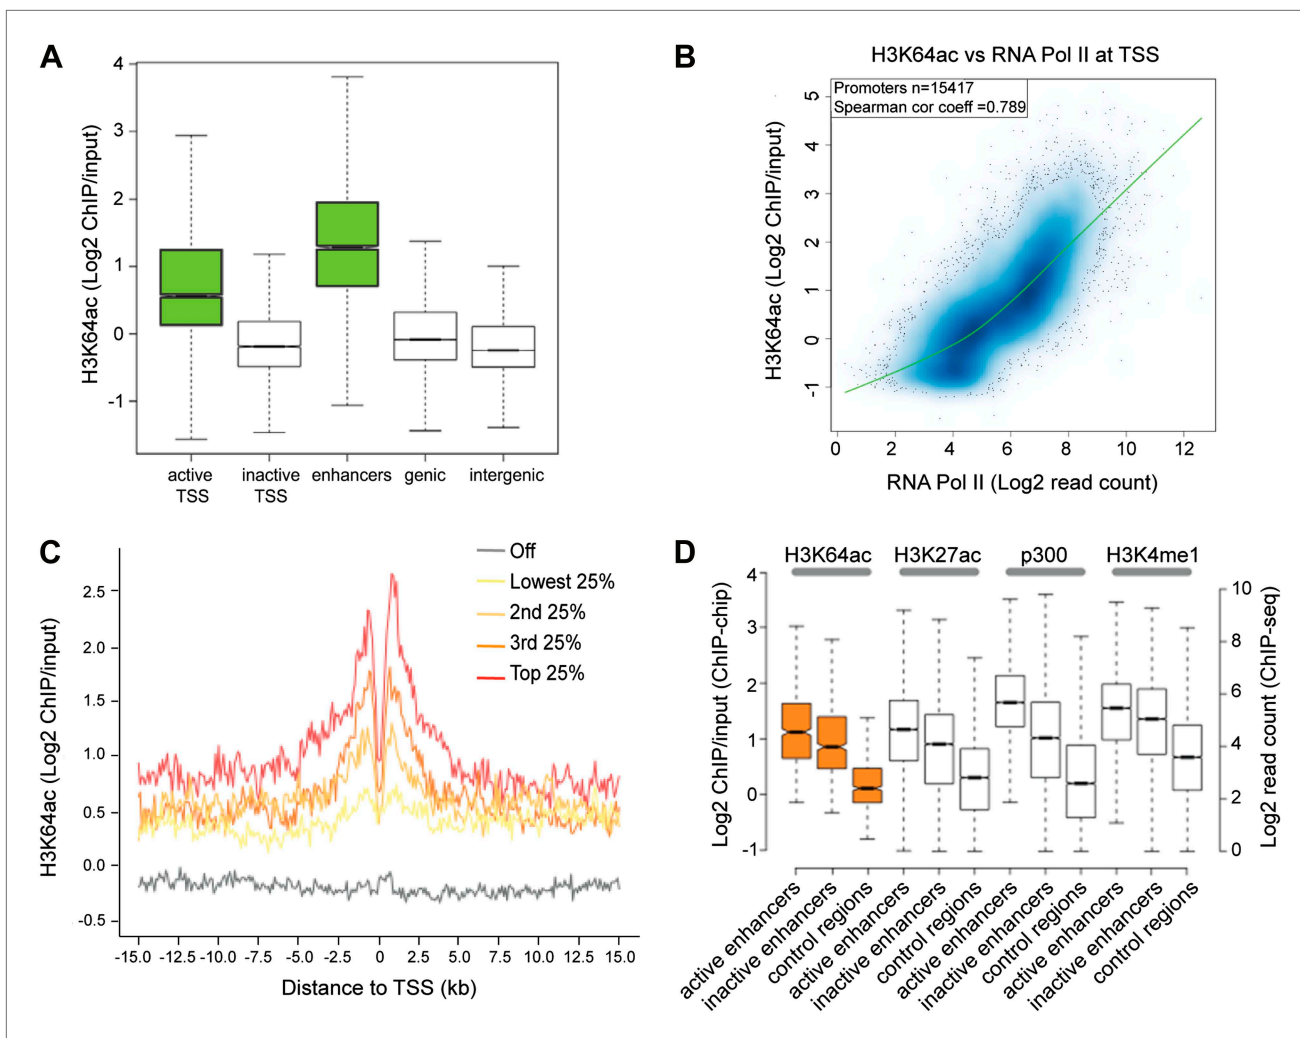 A
4
3
2
1
0
-1
H3K64ac (Log2 ChIP/input)
active
TSS
inactive
TSS
enhancers
genic
intergenic
B
H3K64ac vs RNA Pol II at TSS
Promoters n=15417
Spearman cor coeff =0.789
5
4
3
2
1
0
-1
H3K64ac (Log2 ChIP/input)
0 2 4 6 8 10 12
RNA Pol II (Log2 read count)
C
Off
Lowest 25%
2nd 25%
3rd 25%
Top 25%
2.5
2.0
1.5
1.0
0.5
0.0
-0.5
H3K64ac (Log2 ChIP/input)
-15.0 -12.5 -10.0 -7.5 -5.0 -2.5 0 2.5 5.0 7.5 10.0 12.5 15.0
Distance to TSS (kb)
D
H3K64ac H3K27ac p300 H3K4me1
4
3
2
1
0
-1
Log2 ChIP/input (ChIP-chip)
10
8
6
4
2
0
Log2 read count (ChIP-seq)
active enhancers
inactive enhancers
control regions
active enhancers
inactive enhancers
control regions
active enhancers
inactive enhancers
control regions
active enhancers
inactive enhancers
control regions